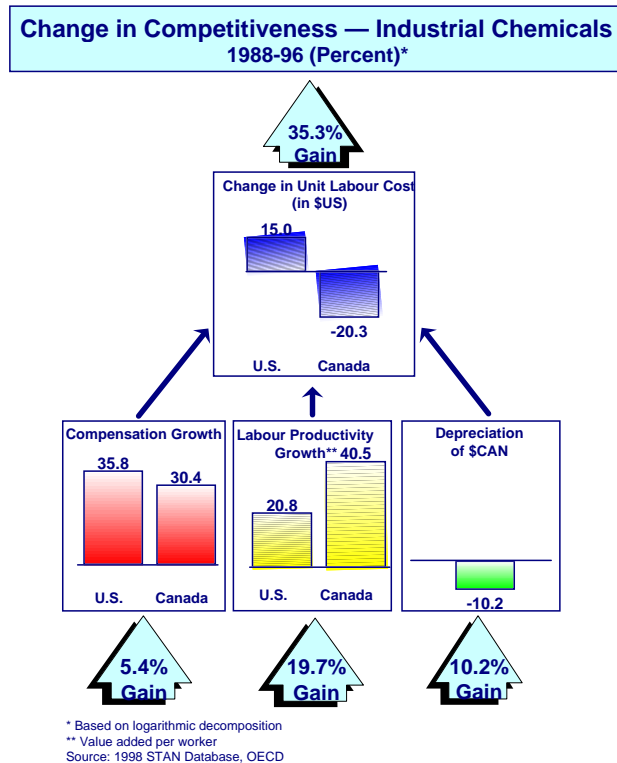 Change in Competitiveness — Industrial Chemicals
1988-96 (Percent)*
35.3%
Gain
Change in Unit Labour Cost
(in $US)
15.0
-20.3
U.S. Canada
Compensation Growth
35.8
30.4
U.S. Canada
Labour Productivity
Growth** 40.5
20.8
U.S. Canada
Depreciation
of $CAN
-10.2
5.4%
Gain
19.7%
Gain
10.2%
Gain
* Based on logarithmic decomposition
** Value added per worker
Source: 1998 STAN Database, OECD